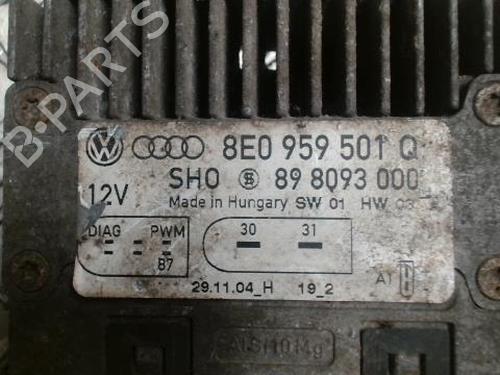 B-PARTS
8E0 959 501 Q
SHO 89 8093 000
12V
Made in Hungary SW 01 HW 03
DIAG PWM
87
30 31
29.11.04_H 19_2
A1